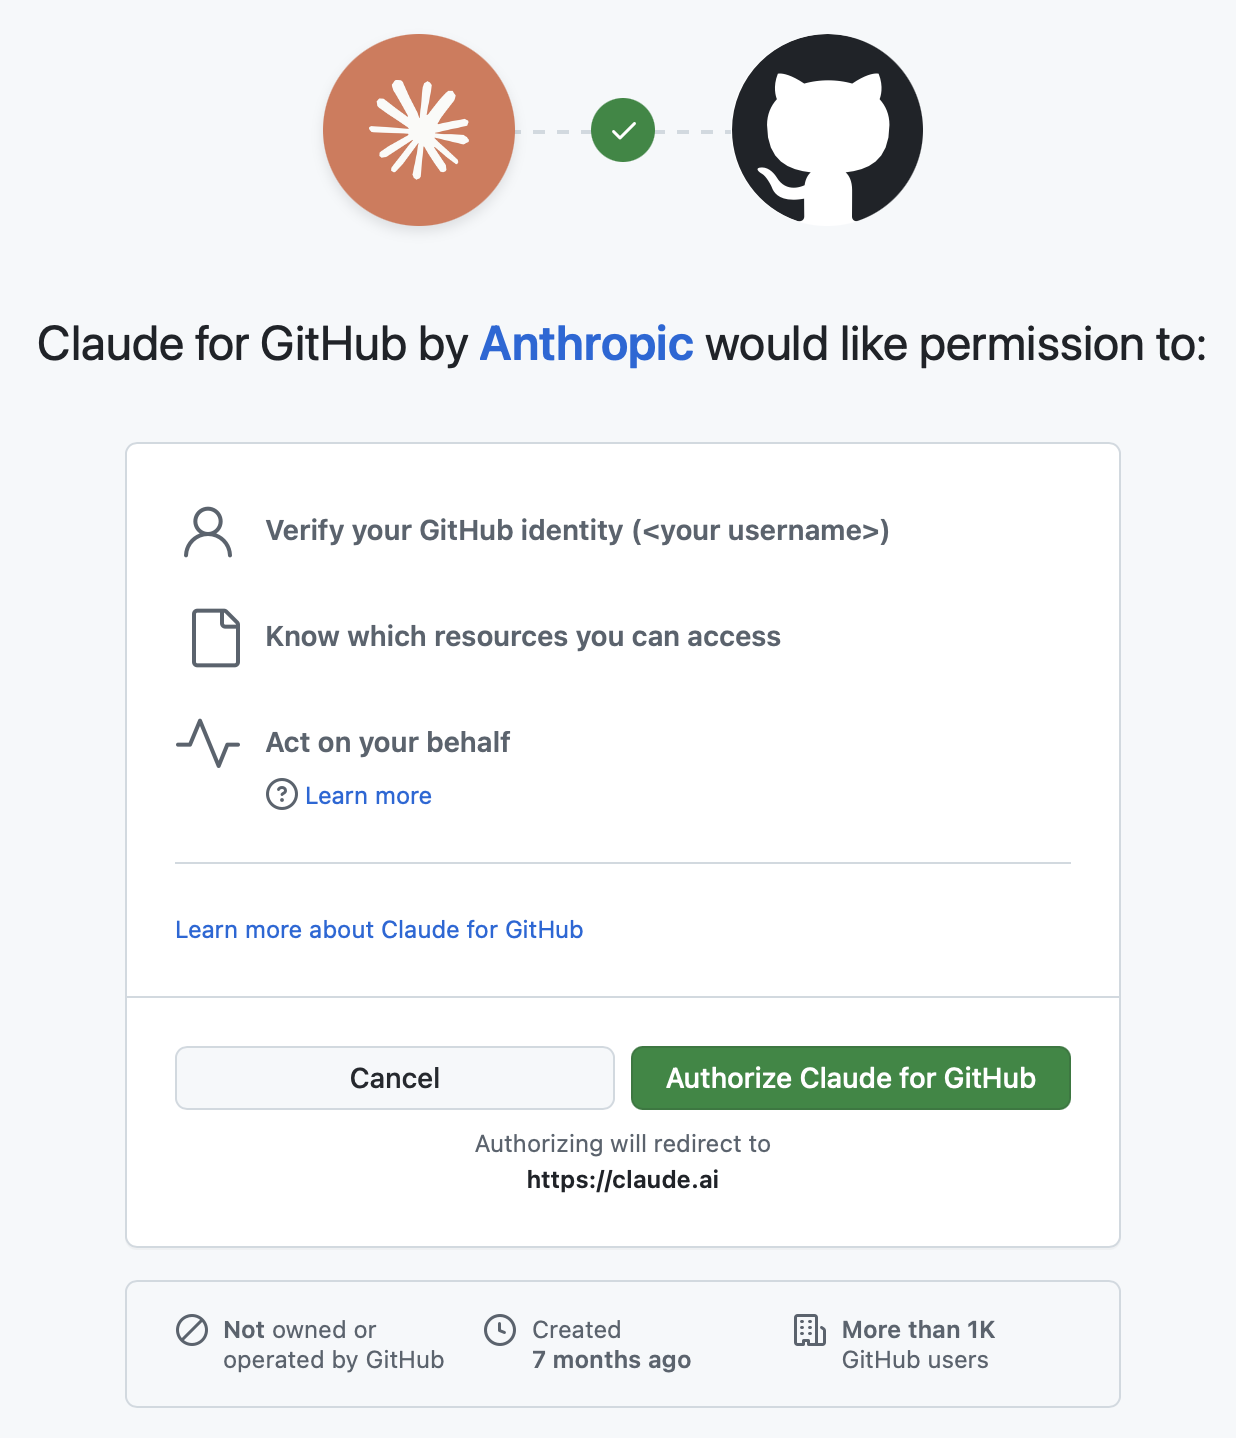 Claude for GitHub by Anthropic would like permission to:
Verify your GitHub identity (<your username>)
Know which resources you can access
Act on your behalf
Learn more
Learn more about Claude for GitHub
Cancel
Authorize Claude for GitHub
Authorizing will redirect to
https://claude.ai
Not owned or
operated by GitHub
Created
7 months ago
More than 1K
GitHub users